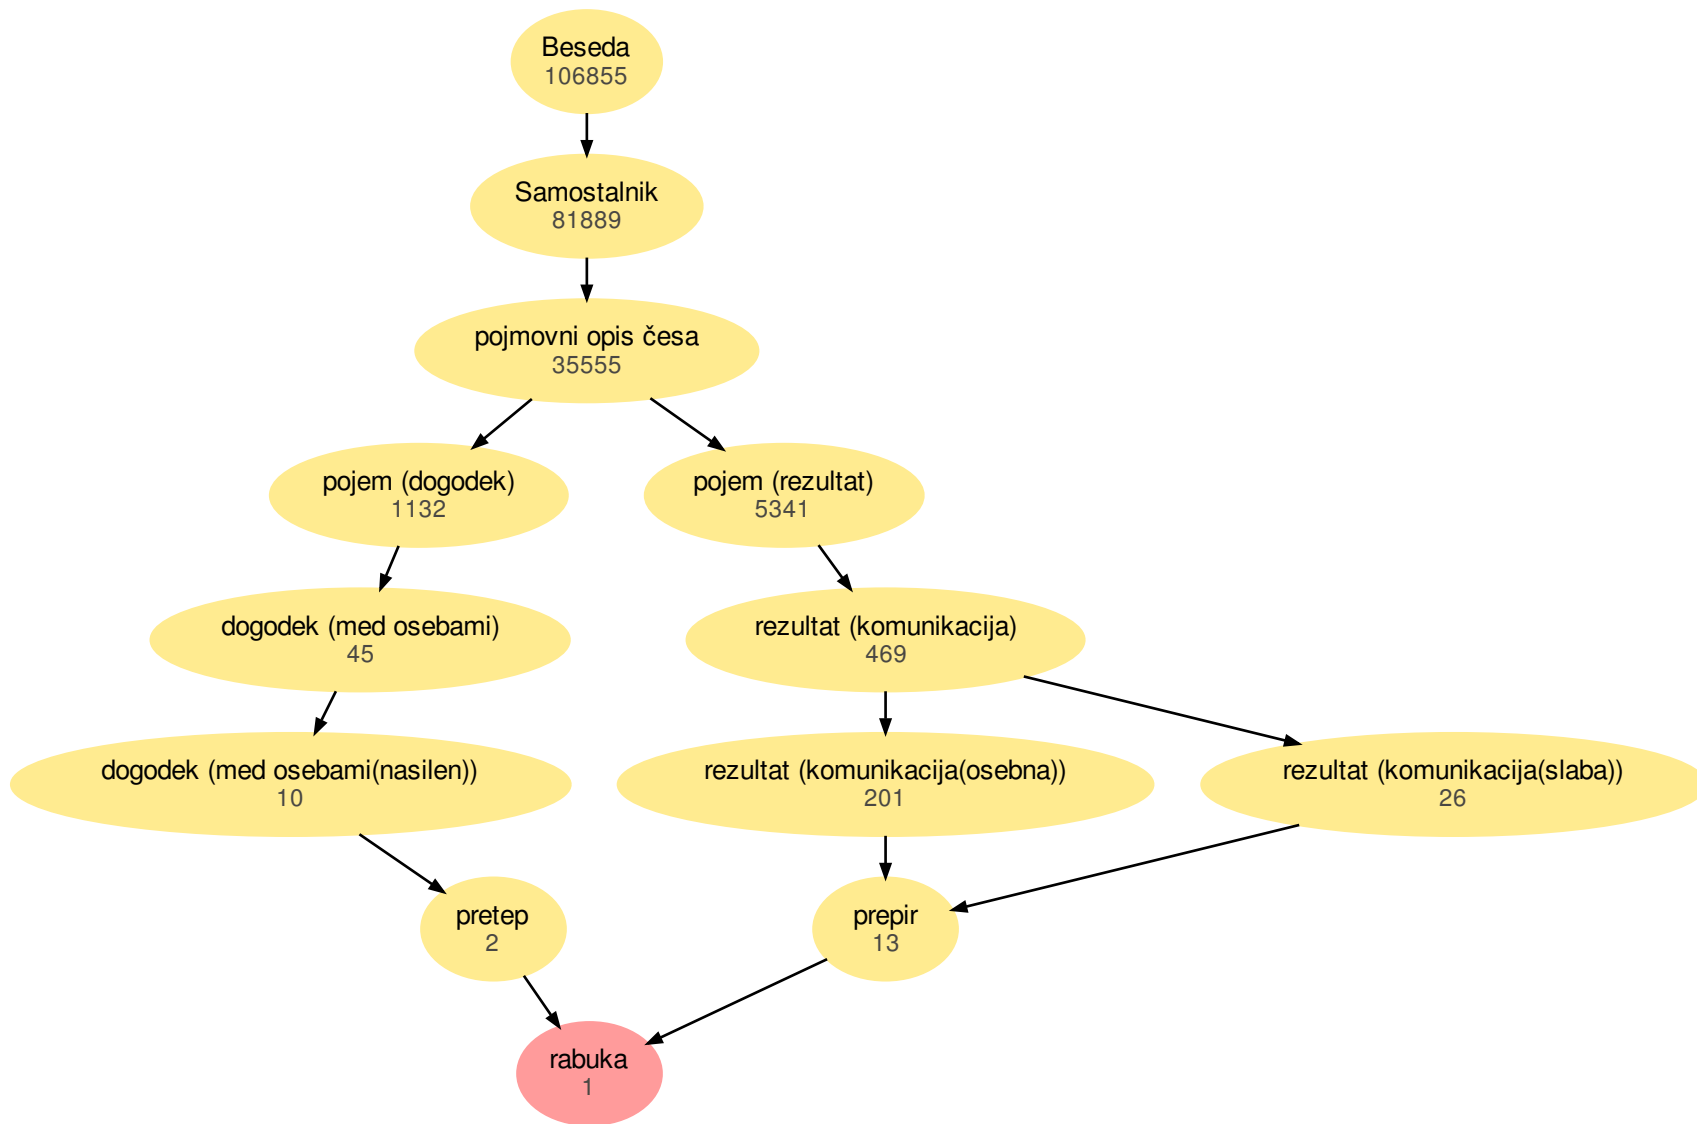 Beseda
106855
Samostalnik
81889
pojmovni opis česa
35555
pojem (dogodek)
1132
pojem (rezultat)
5341
dogodek (med osebami)
45
rezultat (komunikacija)
469
dogodek (med osebami(nasilen))
10
rezultat (komunikacija(osebna))
201
rezultat (komunikacija(slaba))
26
pretep
2
prepir
13
rabuka
1